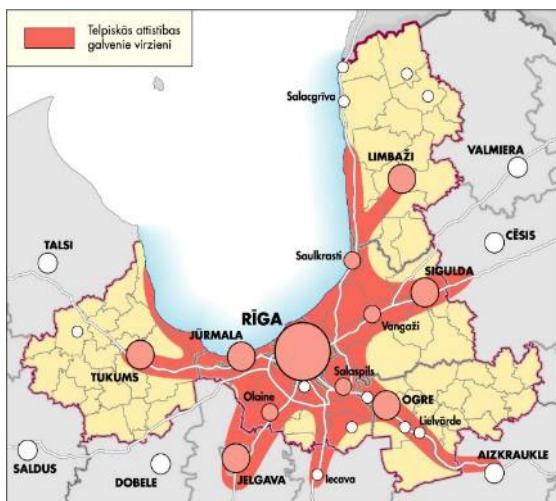 Telpiskās attīstības
galvenie virzieni
Salacgrīva
LIMBAŽI
VALMIERA
CĒSIS
TALSI
Saulkrasti
SIGULDA
RĪGA
Vangaži
JŪRMALA
TUKUMS
Salaspils
Olaine
OGRE
Lielvārde
AIZKRAUKLE
SALDUS
DOBELE
JELGAVA
Iecava